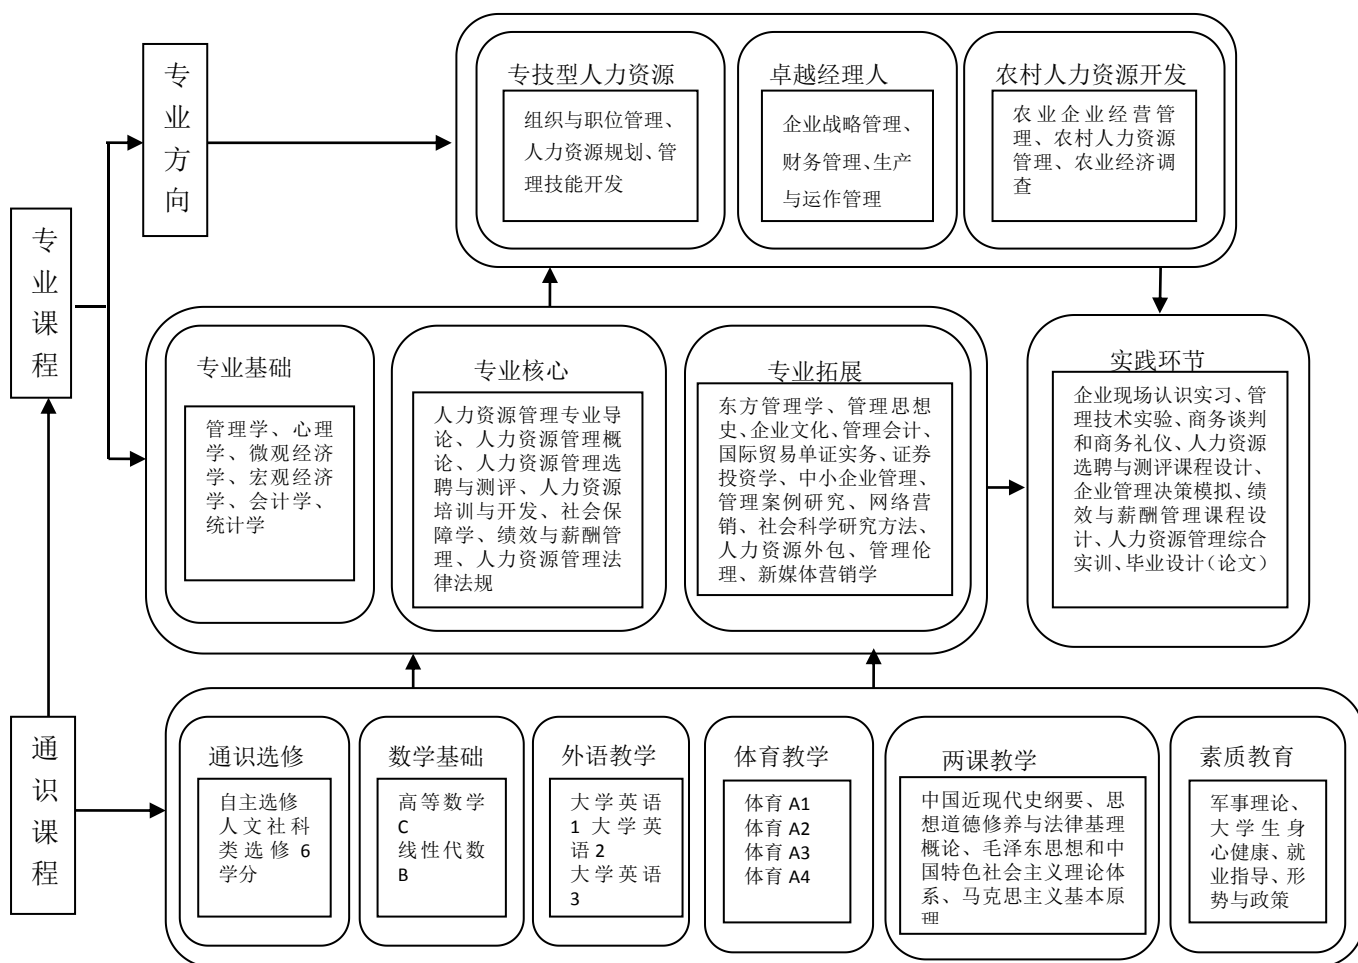 专业方向
专技型人力资源
组织与职位管理、
人力资源规划、管
理技能开发
卓越经理人
企业战略管理、
财务管理、生产
与运作管理
农村人力资源开发
农业企业经营管
理、农村人力资源
管理、农业经济调
查
专业课程
专业基础
管理学、心理
学、微观经济
学、宏观经济
学、会计学、
统计学
专业核心
人力资源管理专业导
论、人力资源管理概
论、人力资源管理选
聘与测评、人力资源
培训与开发、社会保
障学、绩效与薪酬管
理、人力资源管理法
律法规
专业拓展
东方管理学、管理思想
史、企业文化、管理会计、
国际贸易单证实务、证券
投资学、中小企业管理、
管理案例研究、网络营
销、社会科学研究方法、
人力资源外包、管理伦
理、新媒体营销学
实践环节
企业现场认识实习、管
理技术实验、商务谈判
和商务礼仪、人力资源
选聘与测评课程设计、
企业管理决策模拟、绩
效与薪酬管理课程设
计、人力资源管理综合
实训、毕业设计（论文）
通识课程
通识选修
自主选修
人文社科
类选修 6
学分
数学基础
高等数学
C
线性代数
B
外语教学
大学英语
1 大学英
语 2
大学英语
3
体育教学
体育 A1
体育 A2
体育 A3
体育 A4
两课教学
中国近现代史纲要、思
想道德修养与法律基理
概论、毛泽东思想和中
国特色社会主义理论体
系、马克思主义基本原
理
素质教育
军事理论、
大学生身
心健康、就
业指导、形
势与政策